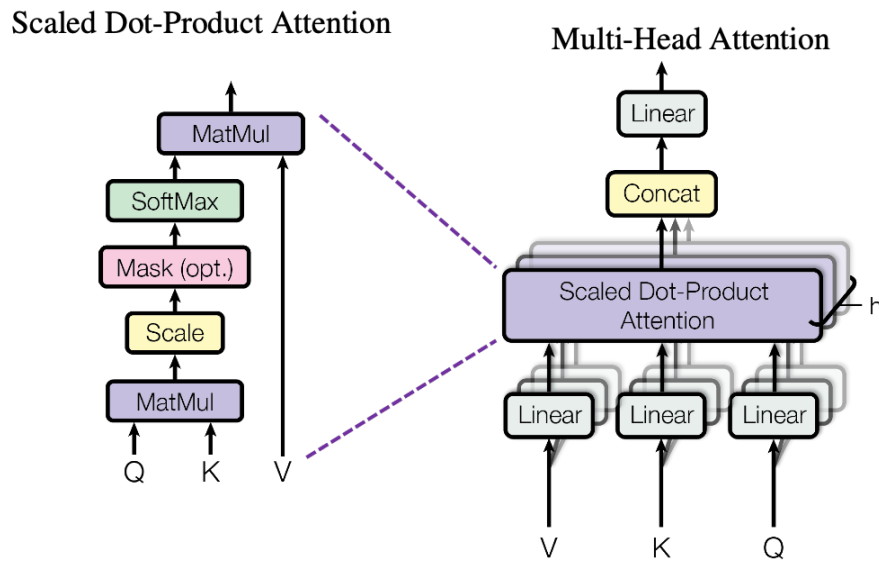 Scaled Dot-Product Attention
MatMul
SoftMax
Mask (opt.)
Scale
MatMul
Q K V
Multi-Head Attention
Linear
Concat
Scaled Dot-Product
Attention
h
Linear Linear Linear
V K Q